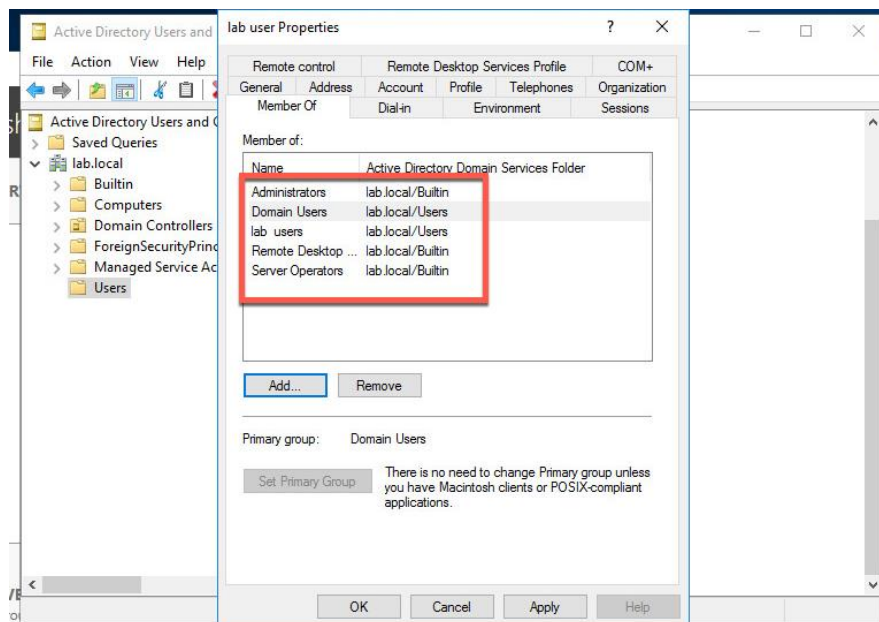 Active Directory Users and
lab user Properties
? 
File Action View Help
Remote control Remote Desktop Services Profile COM+
General Address Account Profile Telephones Organization
Member Of Dial-in Environment Sessions
Active Directory Users and C
Saved Queries
lab.local
Builtin
Computers
Domain Controllers
ForeignSecurityPrinc
Managed Service Ac
Users
Member of:
Name Active Directory Domain Services Folder
Administrators lab.local/Builtin
Domain Users lab.local/Users
lab users lab.local/Users
Remote Desktop ... lab.local/Builtin
Server Operators lab.local/Builtin
Add... Remove
Primary group: Domain Users
Set Primary Group
There is no need to change Primary group unless
you have Macintosh clients or POSIX-compliant
applications.
OK Cancel Apply Help